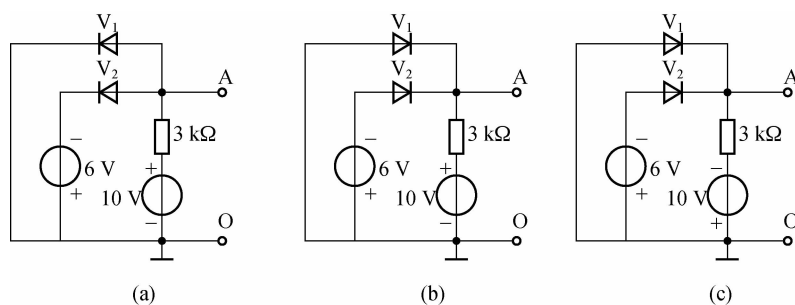 V₁
V₂
A
3 kΩ
−
+
6 V
10 V
+
−
O
(a)
V₁
V₂
A
3 kΩ
−
+
6 V
10 V
+
−
O
(b)
V₁
V₂
A
3 kΩ
−
−
6 V
10 V
+
+
O
(c)